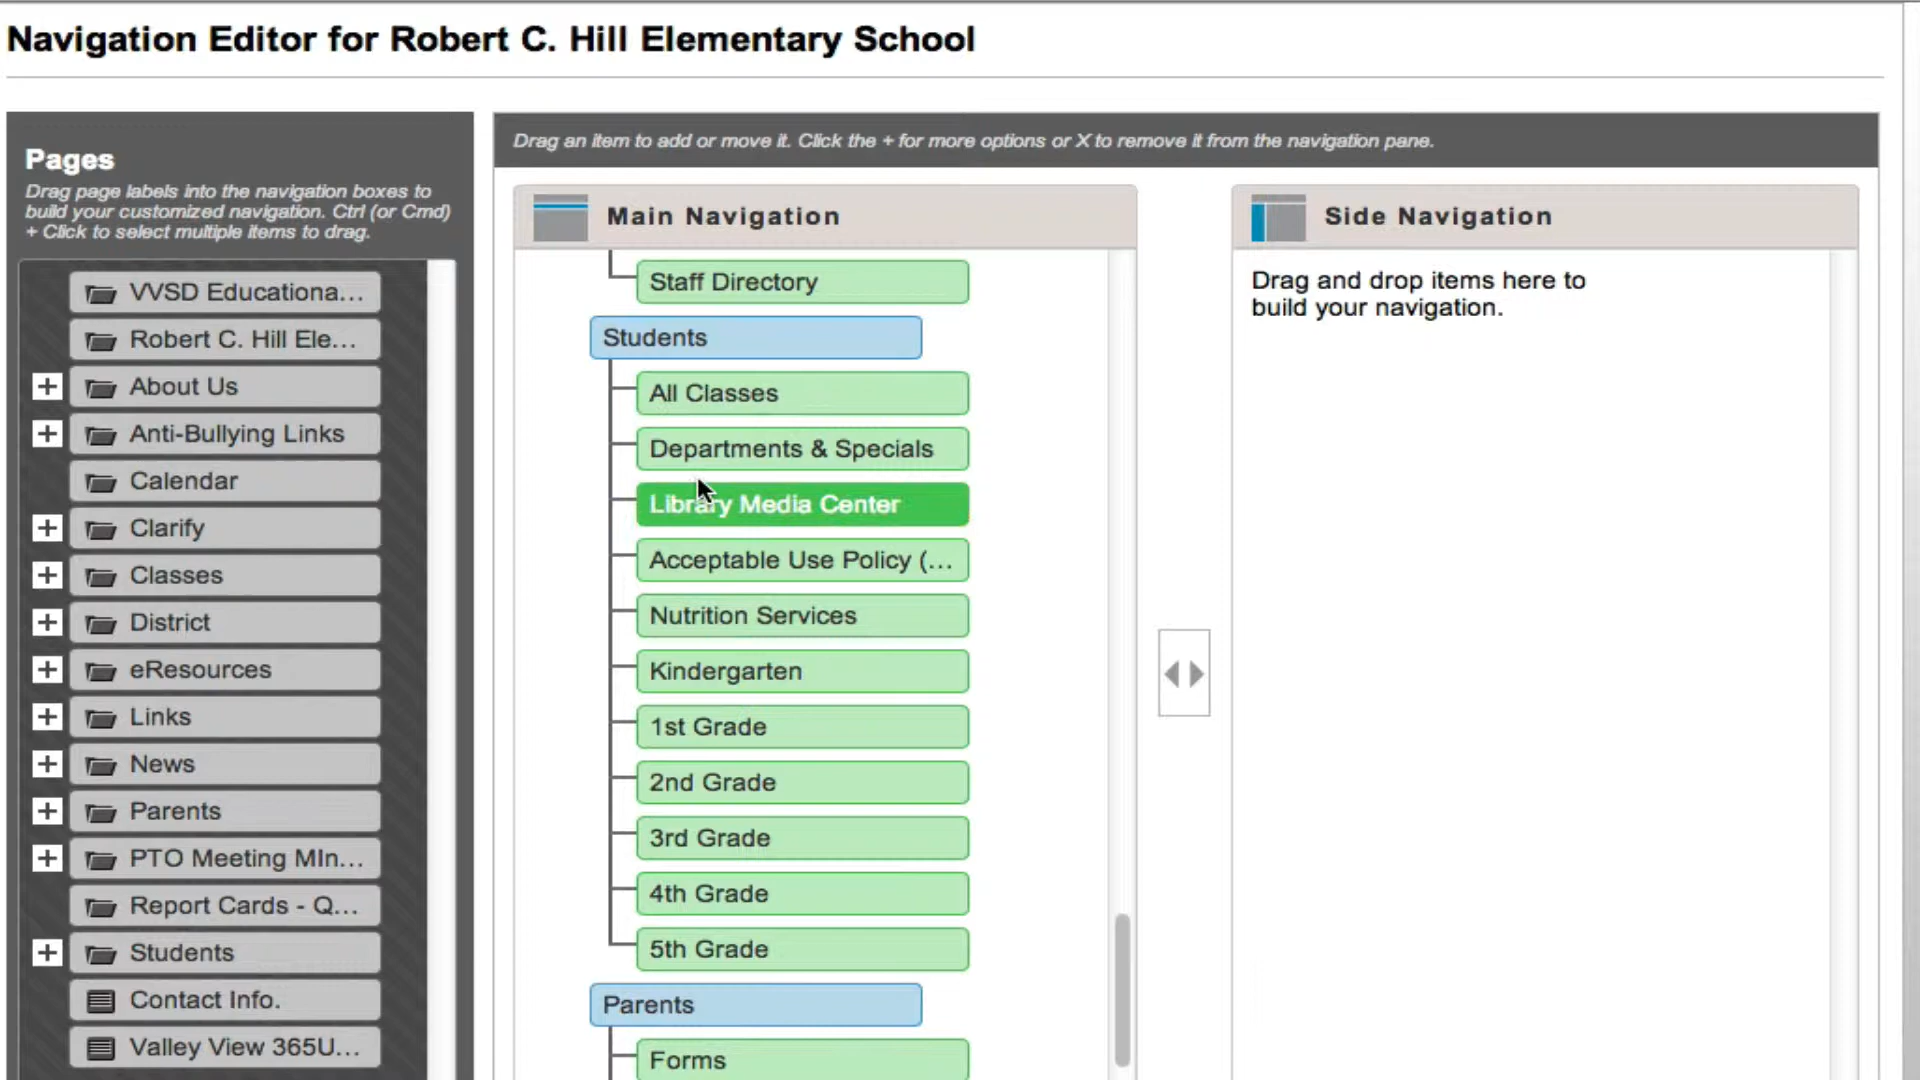 Navigation Editor for Robert C. Hill Elementary School
Pages
Drag page labels into the navigation boxes to
build your customized navigation. Ctrl (or Cmd)
+ Click to select multiple items to drag.
VVSD Educationa...
Robert C. Hill Ele...
About Us
Anti-Bullying Links
Calendar
Clarify
Classes
District
eResources
Links
News
Parents
PTO Meeting MIn...
Report Cards - Q...
Students
Contact Info.
Valley View 365U...
Drag an item to add or move it. Click the + for more options or X to remove it from the navigation pane.
Main Navigation
Staff Directory
Students
All Classes
Departments & Specials
Library Media Center
Acceptable Use Policy (...
Nutrition Services
Kindergarten
1st Grade
2nd Grade
3rd Grade
4th Grade
5th Grade
Parents
Forms
Side Navigation
Drag and drop items here to
build your navigation.